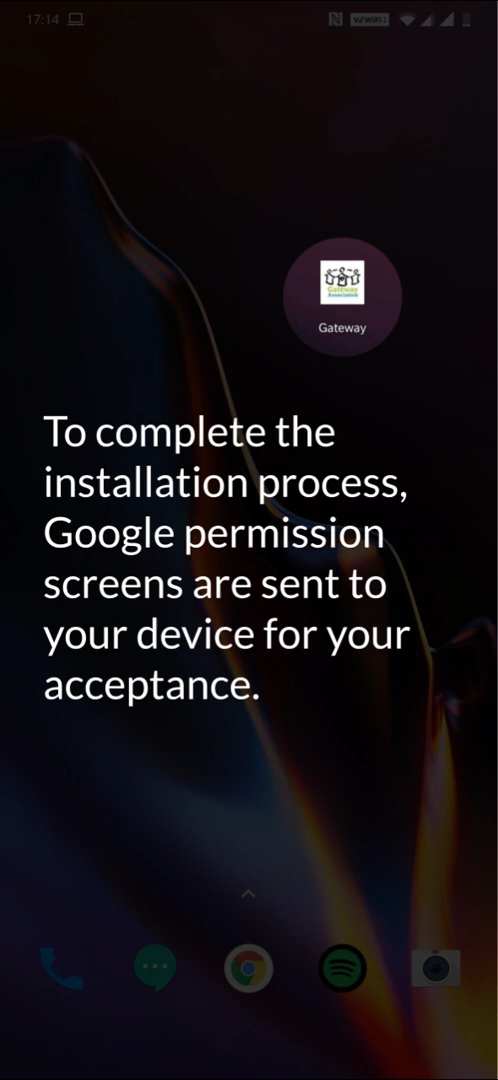 17:14
Gateway
Gateway
To complete the
installation process,
Google permission
screens are sent to
your device for your
acceptance.